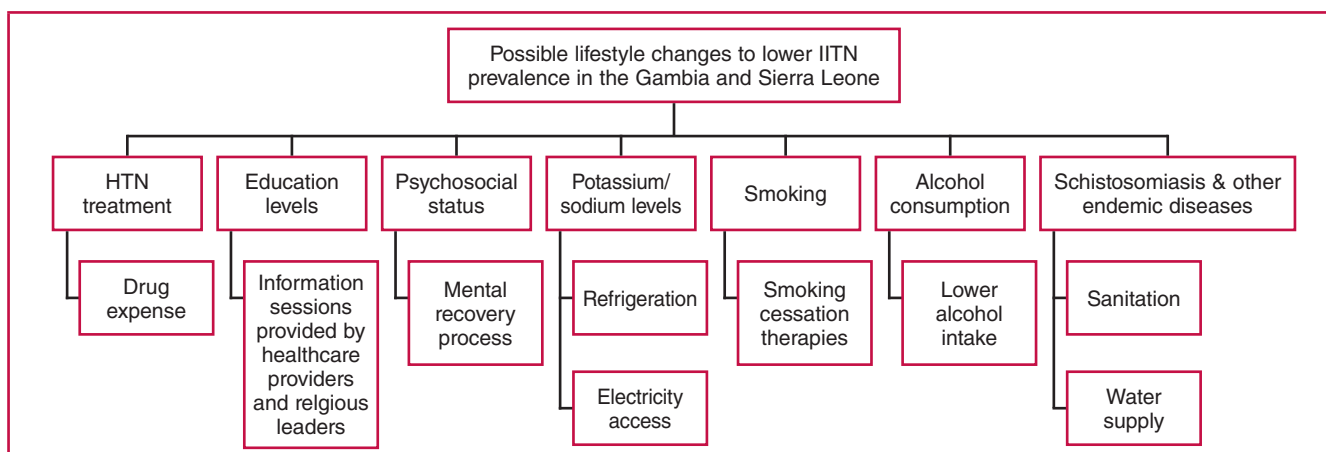 Possible lifestyle changes to lower IITN
prevalence in the Gambia and Sierra Leone
HTN
treatment
Education
levels
Psychosocial
status
Potassium/
sodium levels
Smoking
Alcohol
consumption
Schistosomiasis & other
endemic diseases
Drug
expense
Information
sessions
provided by
healthcare
providers
and relgious
leaders
Mental
recovery
process
Refrigeration
Electricity
access
Smoking
cessation
therapies
Lower
alcohol
intake
Sanitation
Water
supply